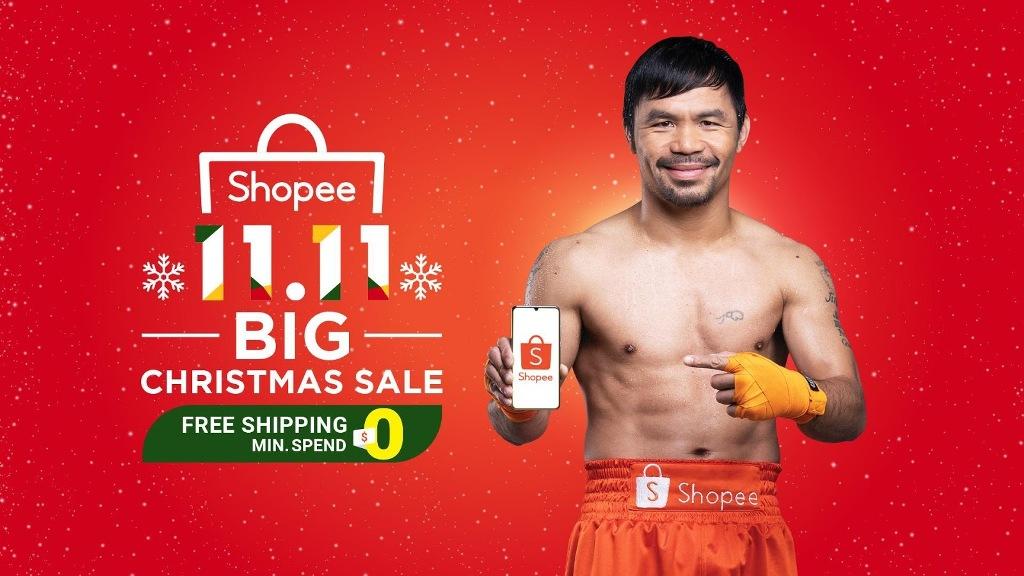 Shopee
11.11
BIG
CHRISTMAS SALE
FREE SHIPPING
MIN. SPEND $0
S
Shopee
S Shopee